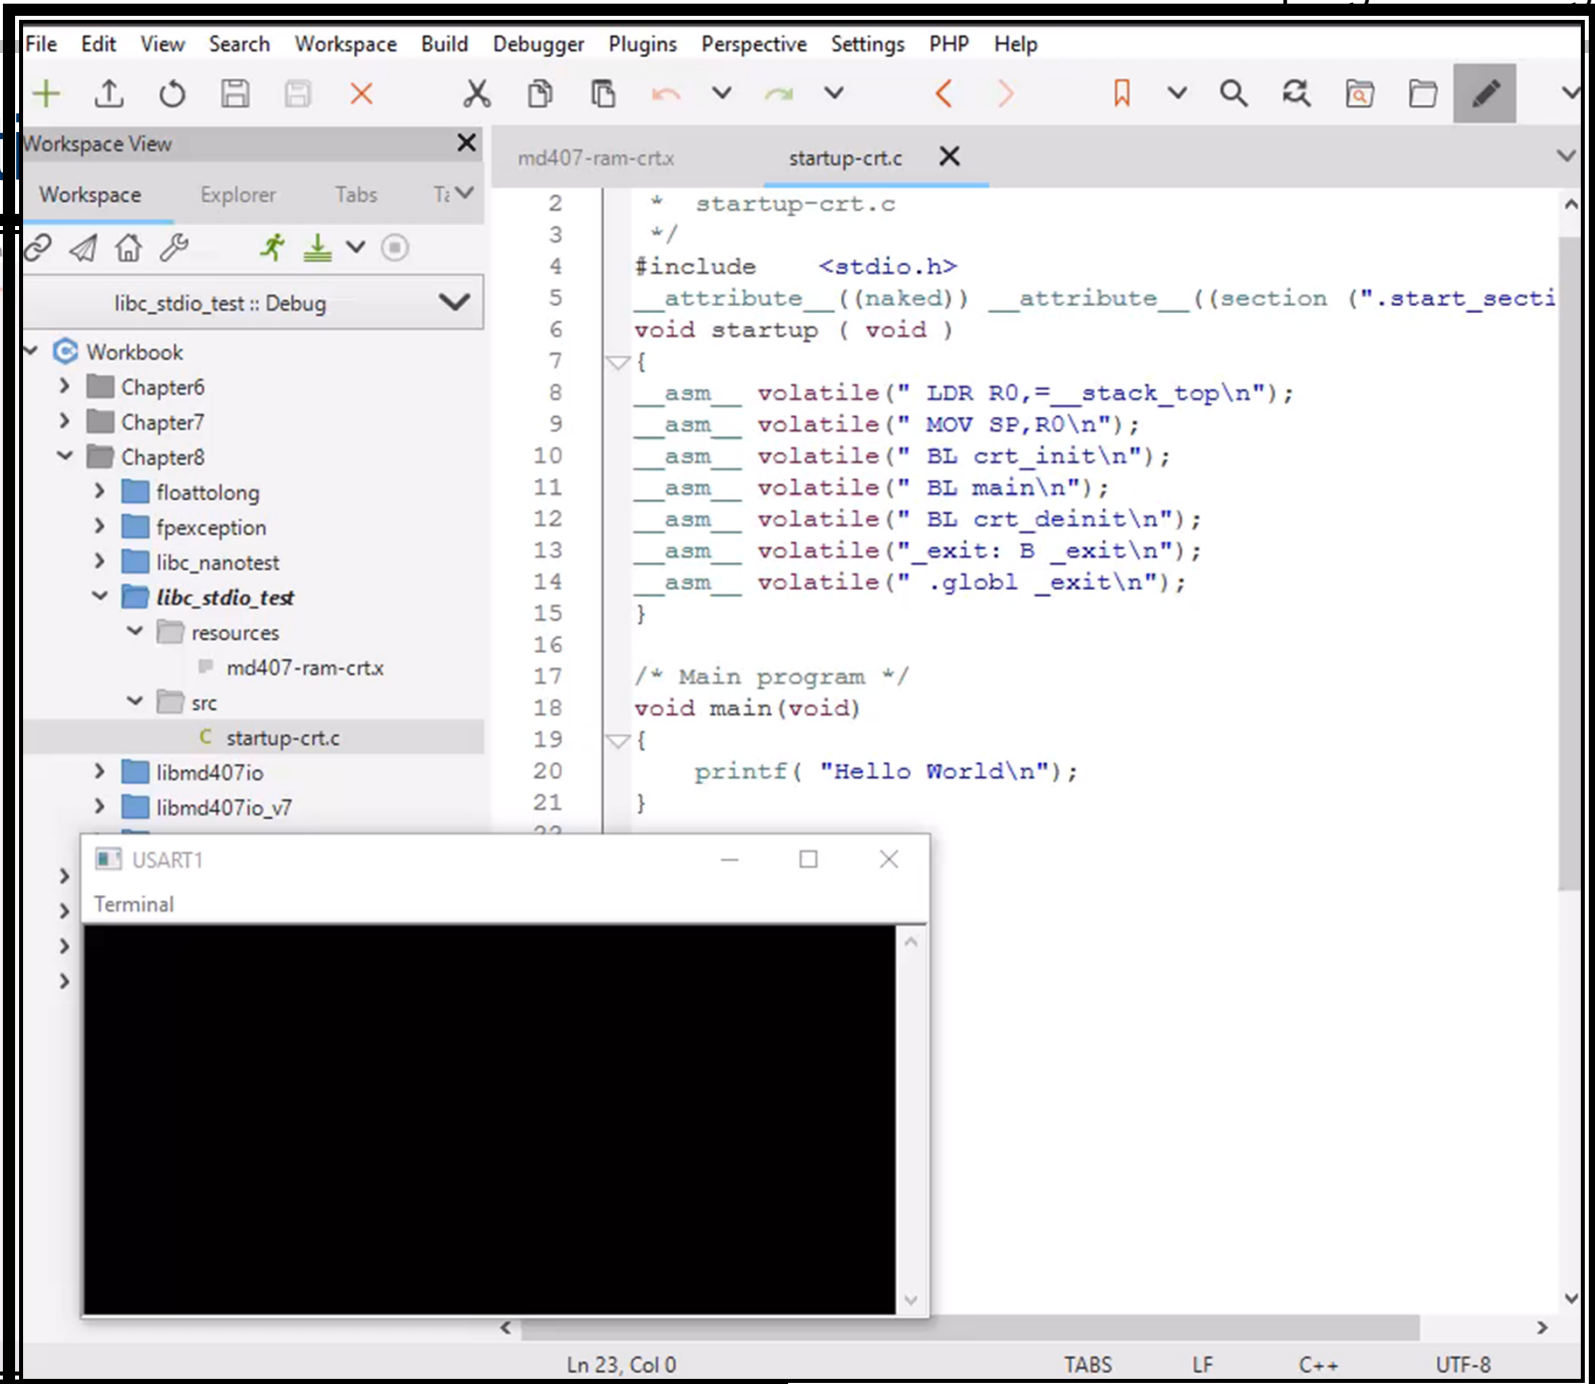 File Edit View Search Workspace Build Debugger Plugins Perspective Settings PHP Help
Workspace View
Workspace Explorer Tabs
libc_stdio_test :: Debug
Workbook
Chapter6
Chapter7
Chapter8
floattolong
fpexception
libc_nanotest
libc_stdio_test
resources
md407-ram-crt.x
src
startup-crt.c
libmd407io
libmd407io_v7
md407-ram-crt.x startup-crt.c
2 * startup-crt.c
3 */
4 #include <stdio.h>
5 __attribute__((naked)) __attribute__((section (".start_secti
6 void startup ( void )
7 {
8 __asm__ volatile(" LDR R0,=__stack_top\n");
9 __asm__ volatile(" MOV SP,R0\n");
10 __asm__ volatile(" BL crt_init\n");
11 __asm__ volatile(" BL main\n");
12 __asm__ volatile(" BL crt_deinit\n");
13 __asm__ volatile("_exit: B _exit\n");
14 __asm__ volatile(" .globl _exit\n");
15 }
16
17 /* Main program */
18 void main(void)
19 {
20 printf( "Hello World\n");
21 }
USART1
Terminal
Ln 23, Col 0 TABS LF C++ UTF-8